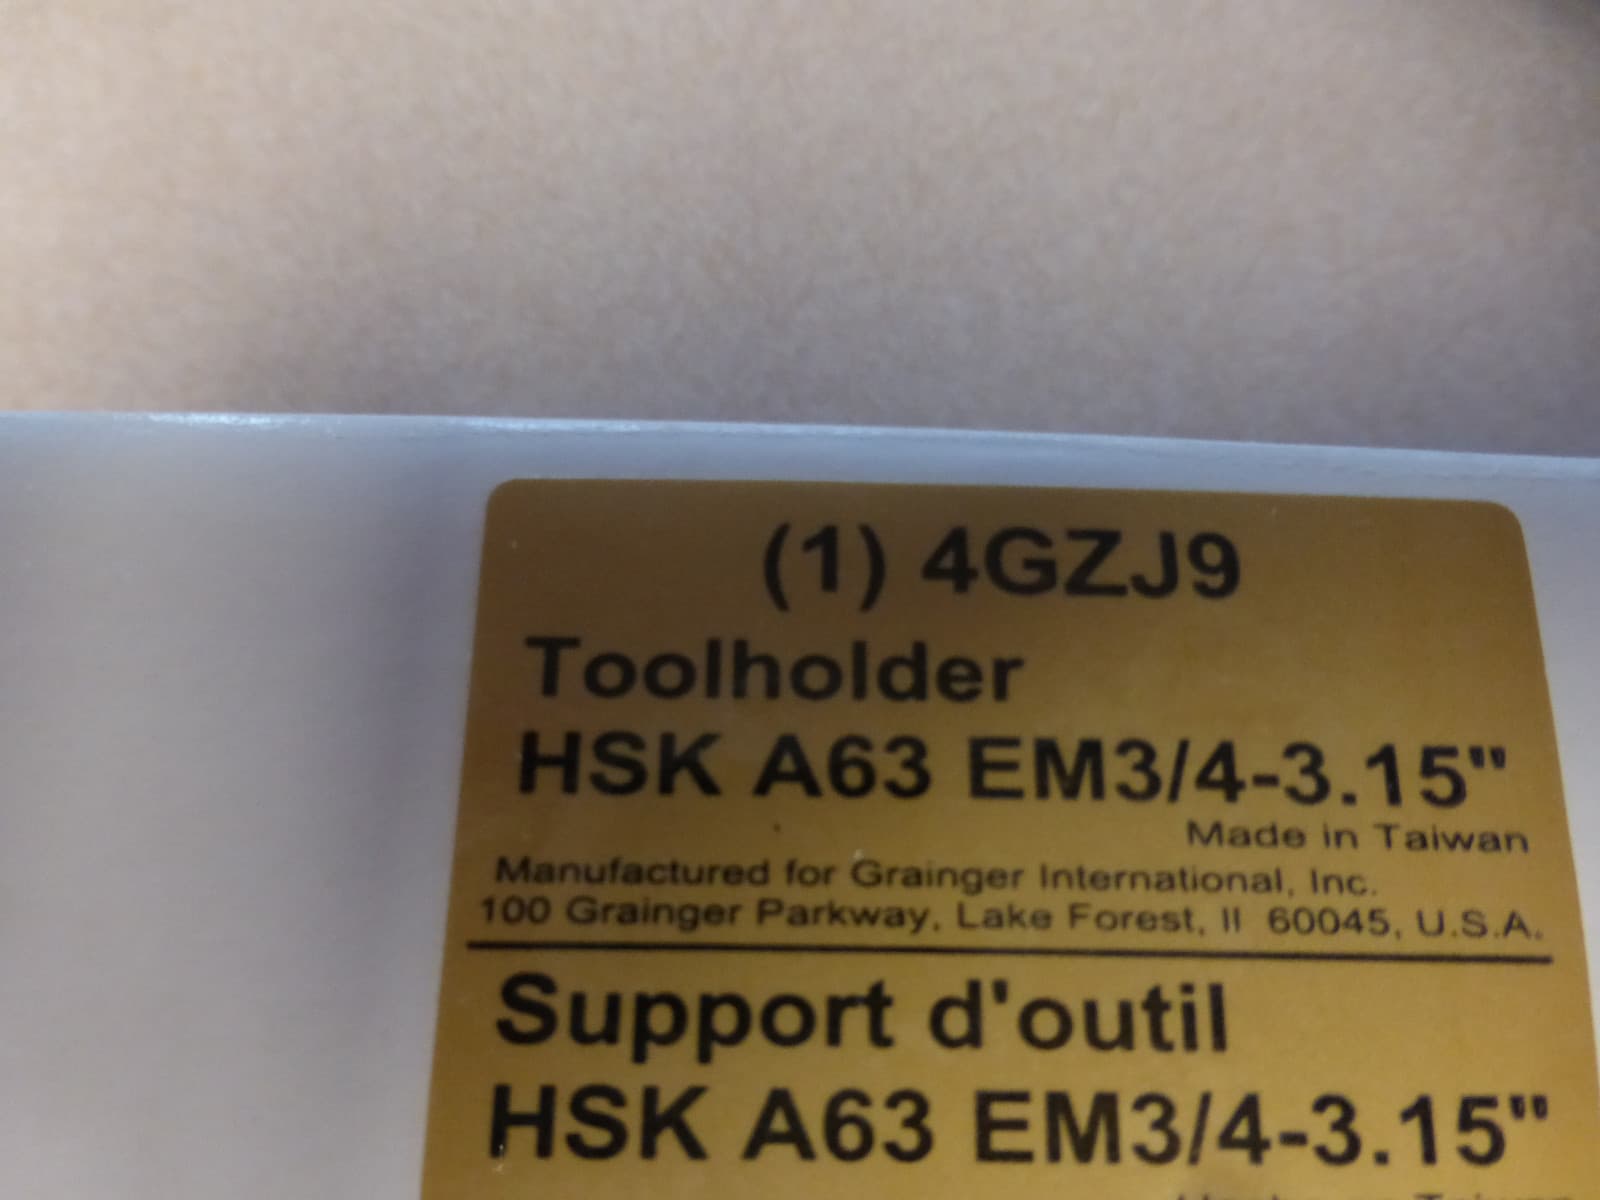 (1) 4GZJ9
Toolholder
HSK A63 EM3/4-3.15"
Made in Taiwan
Manufactured for Grainger International, Inc.
100 Grainger Parkway, Lake Forest, Il 60045, U.S.A.
Support d'outil
HSK A63 EM3/4-3.15"